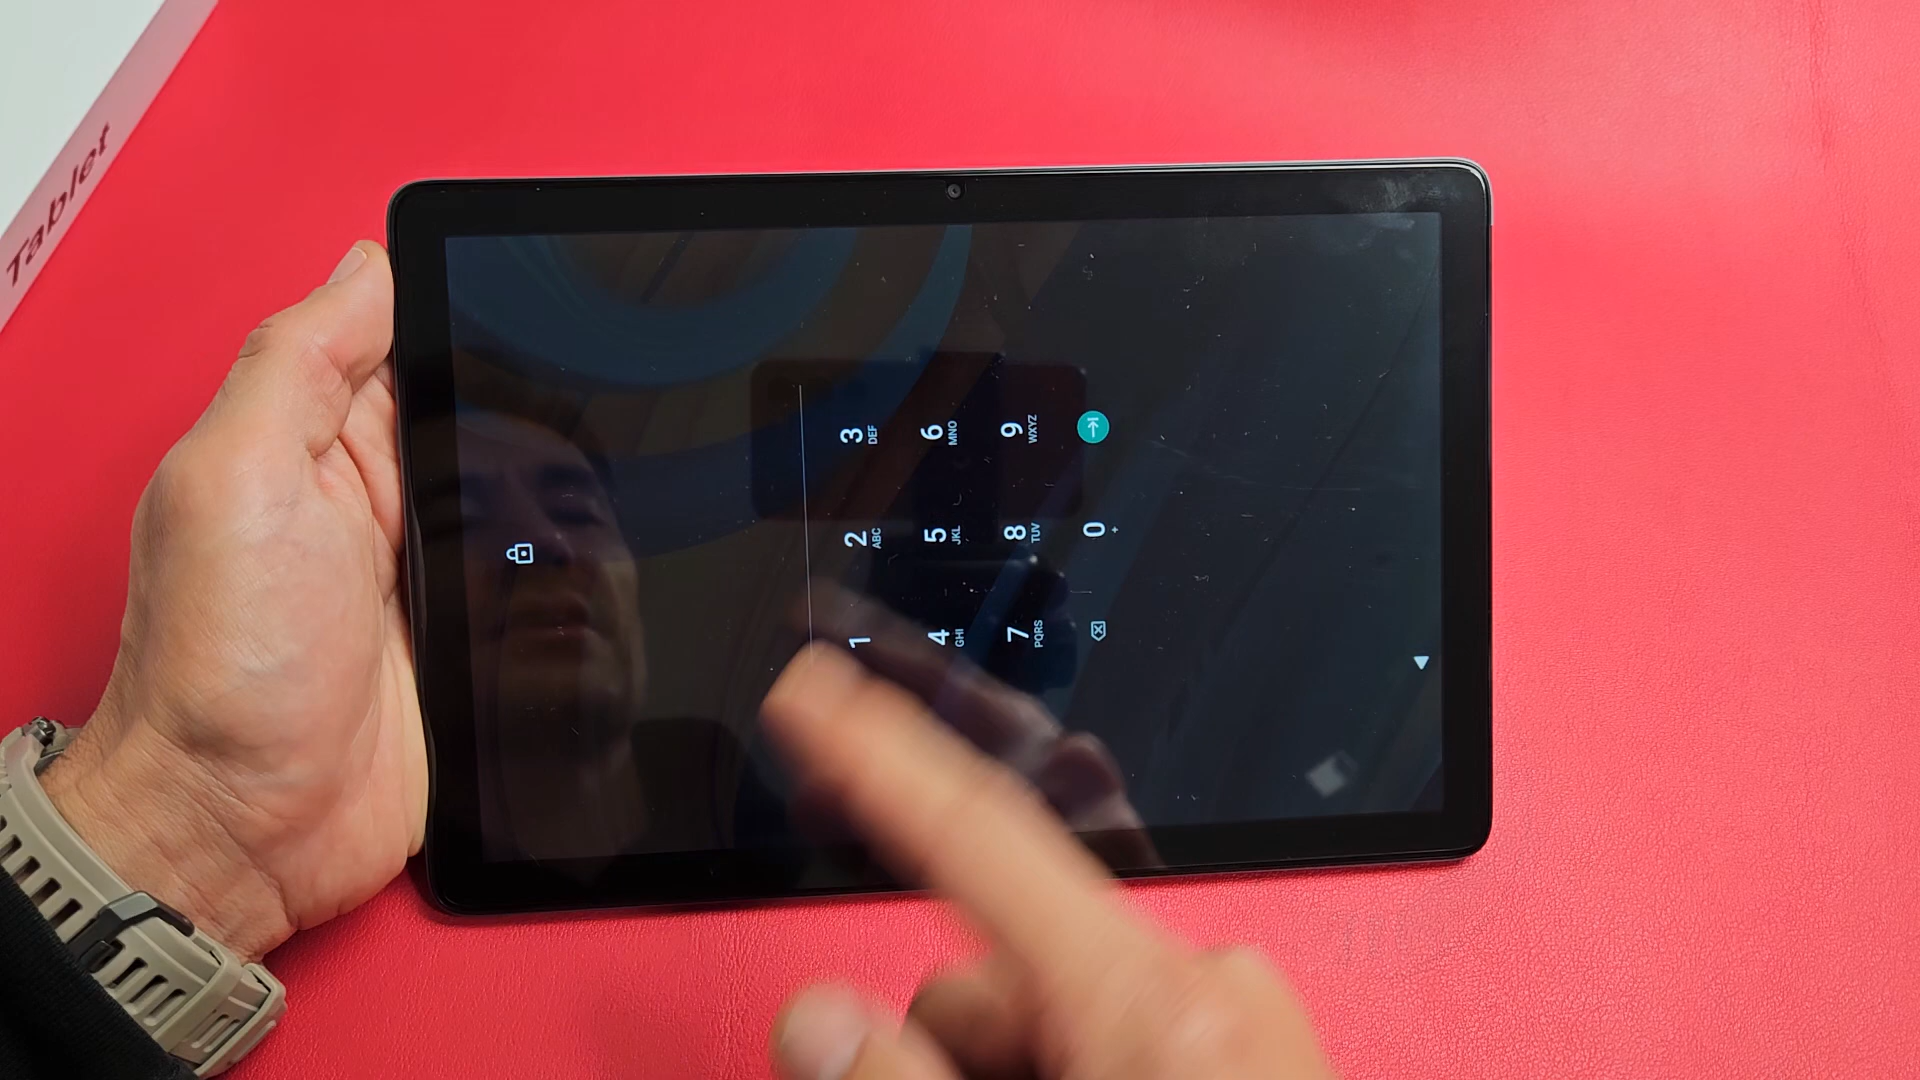 Tablet
1
2 ABC
3 DEF
4 GHI
5 JKL
6 MNO
7 PQRS
8 TUV
9 WXYZ
0 +